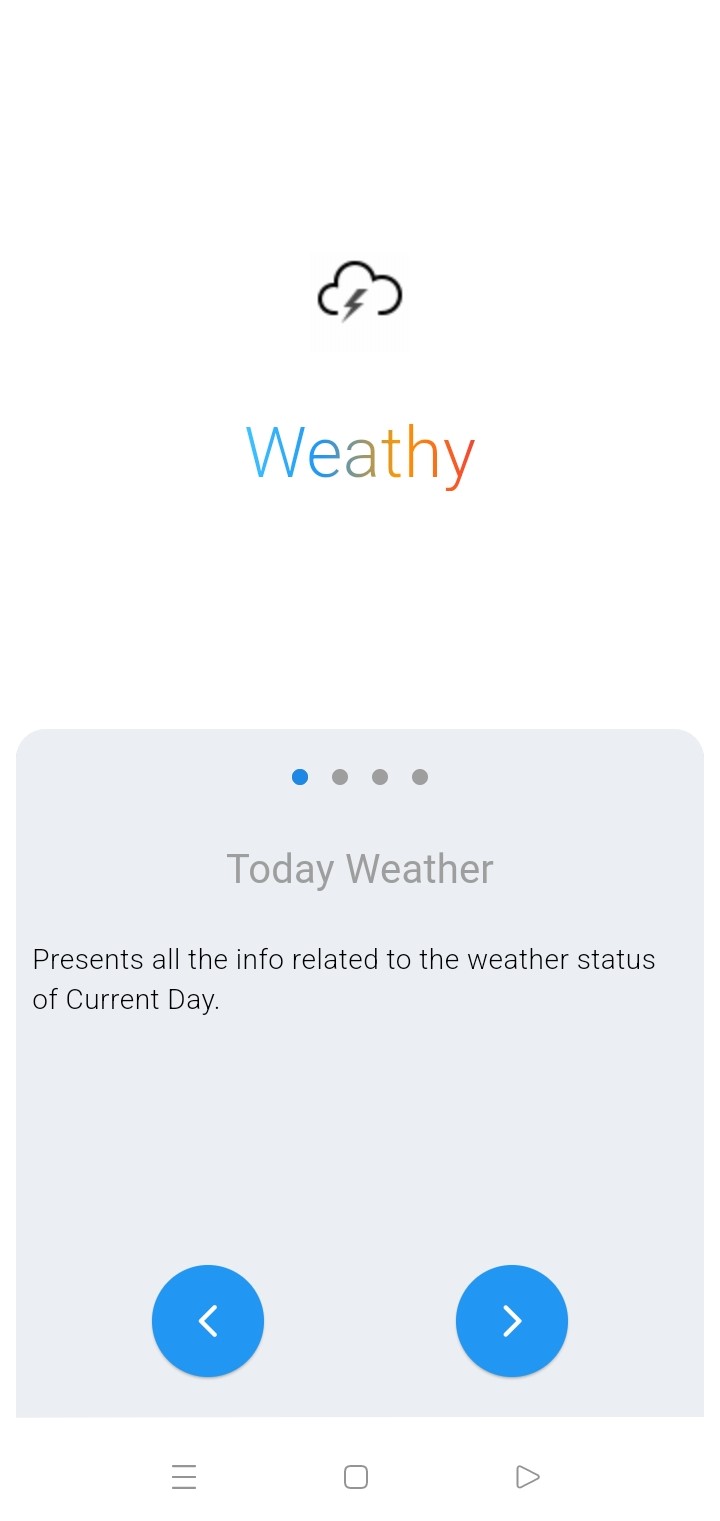 Weathy
Today Weather
Presents all the info related to the weather status
of Current Day.